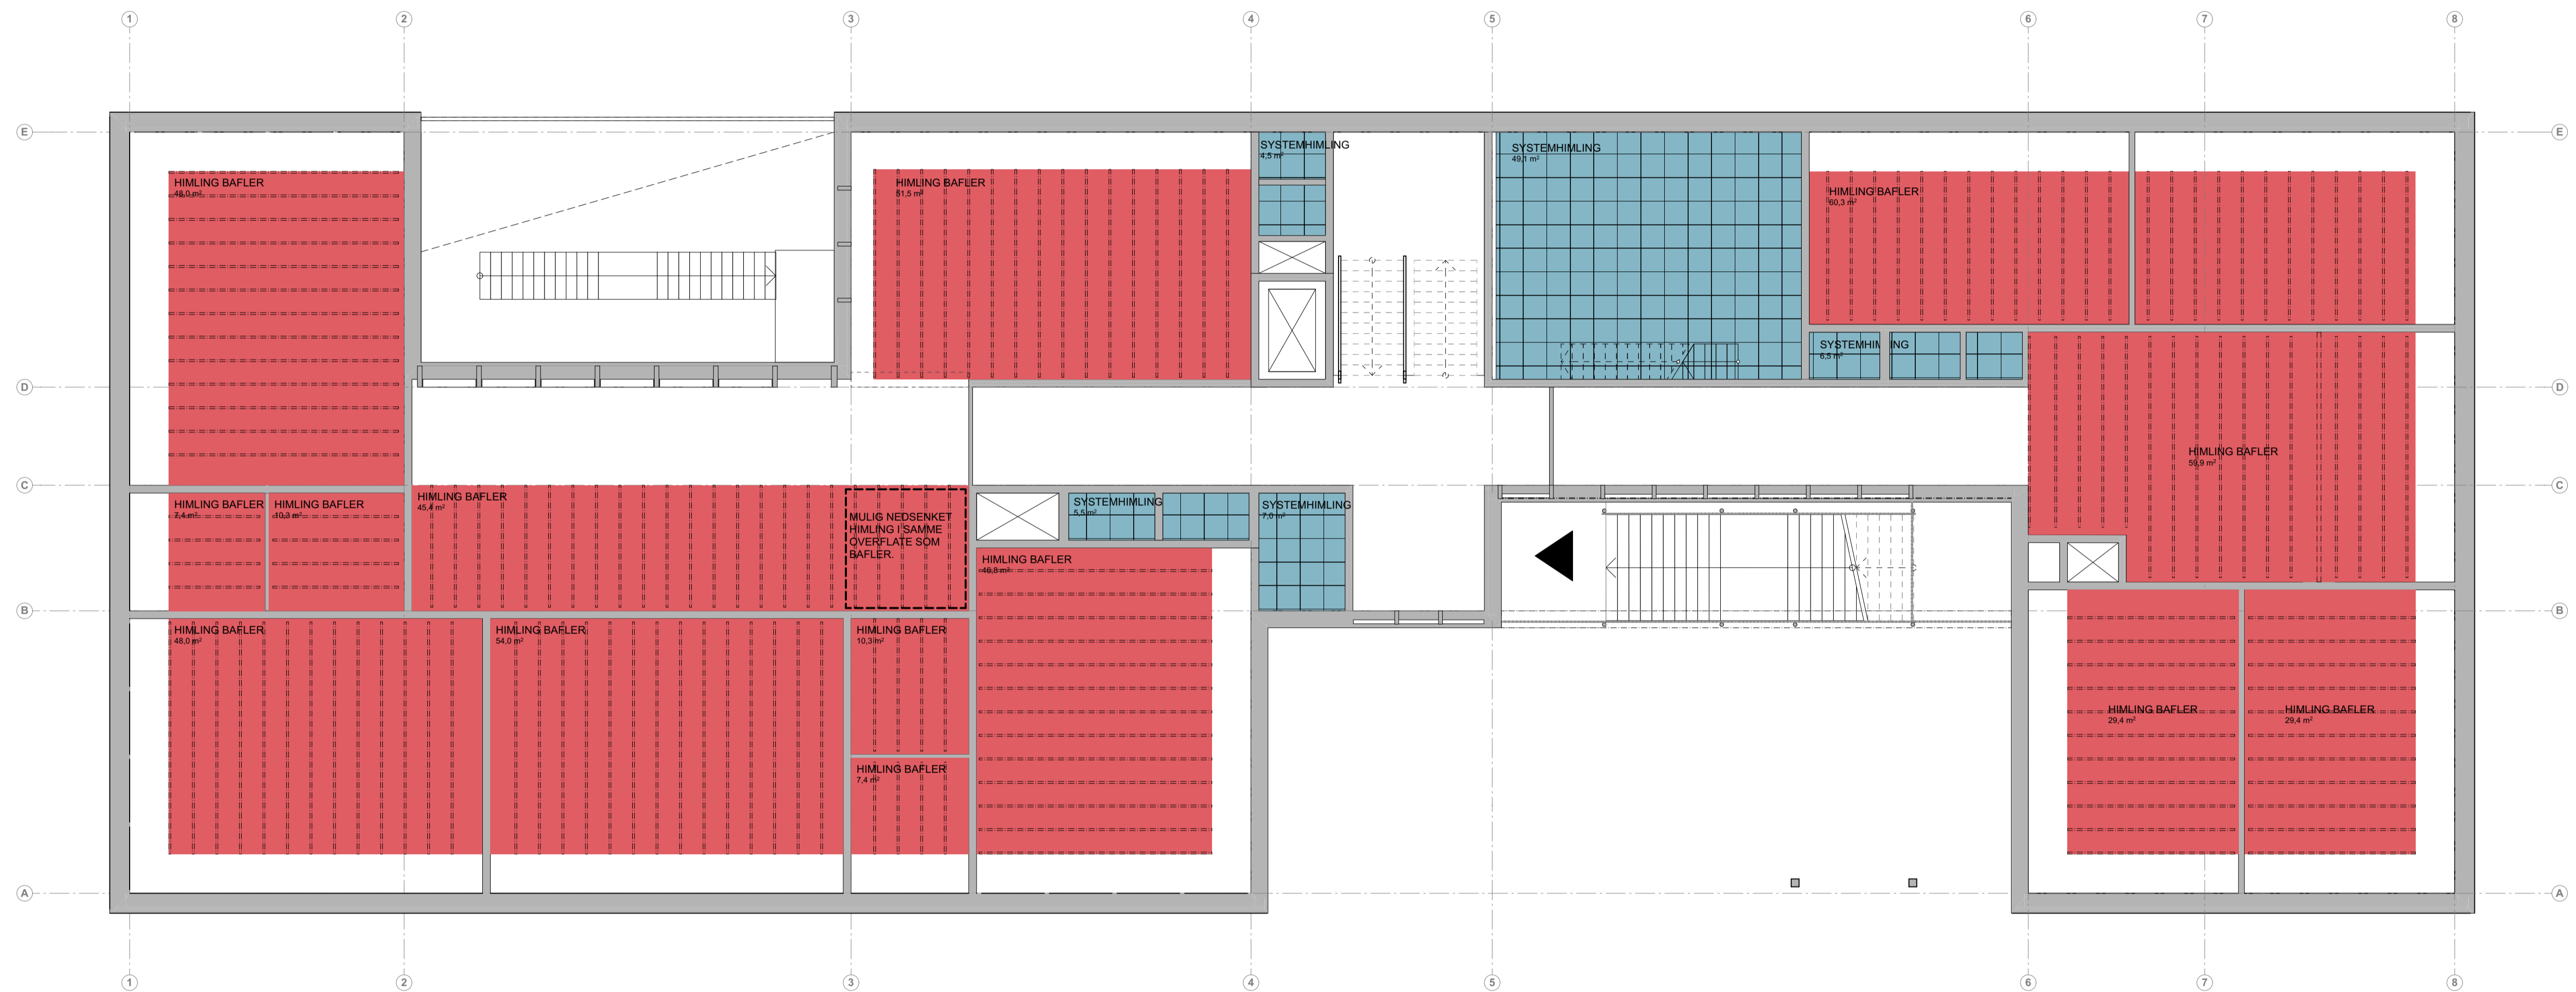 1 2 3 4 5 6 7 8
E E
SYSTEMHIMLING
4,5 m²
SYSTEMHIMLING
49,1 m²
HIMLING BAFLER
48,0 m²
HIMLING BAFLER
51,5 m²
HIMLING BAFLER
60,3 m²
SYSTEMHIMLING
6,5 m²
D D
HIMLING BAFLER
59,9 m²
C C
HIMLING BAFLER
7,4 m²
HIMLING BAFLER
10,3 m²
HIMLING BAFLER
45,4 m²
MULIG NEDSENKET
HIMLING I SAMME
OVERFLATE SOM
BAFLER.
SYSTEMHIMLING
5,5 m²
SYSTEMHIMLING
7,0 m²
HIMLING BAFLER
46,8 m²
B B
HIMLING BAFLER
48,0 m²
HIMLING BAFLER
54,0 m²
HIMLING BAFLER
10,3 m²
HIMLING BAFLER
29,4 m²
HIMLING BAFLER
29,4 m²
HIMLING BAFLER
7,4 m²
A A
1 2 3 4 5 6 7 8